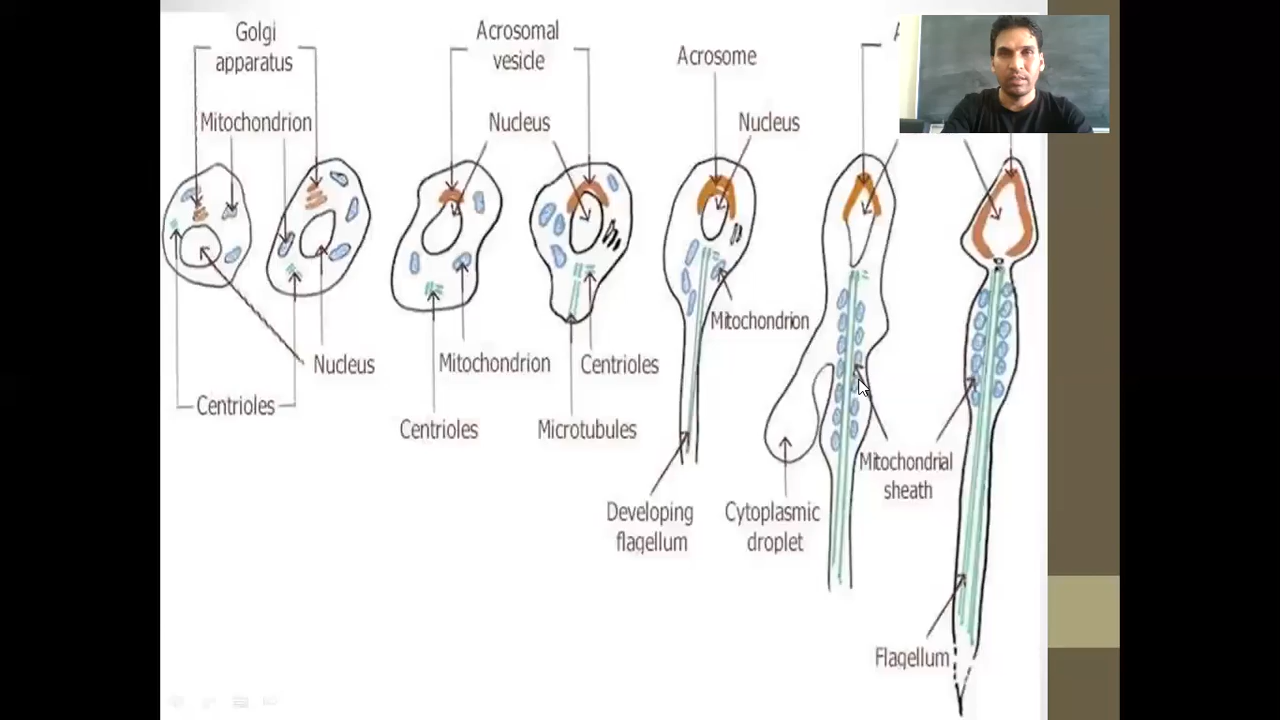 Golgi
apparatus
Acrosomal
vesicle
Acrosome
Mitochondrion
Nucleus
Nucleus
Mitochondrion
Nucleus
Mitochondrion
Centrioles
Centrioles
Centrioles
Microtubules
Mitochondrial
sheath
Developing
flagellum
Cytoplasmic
droplet
Flagellum